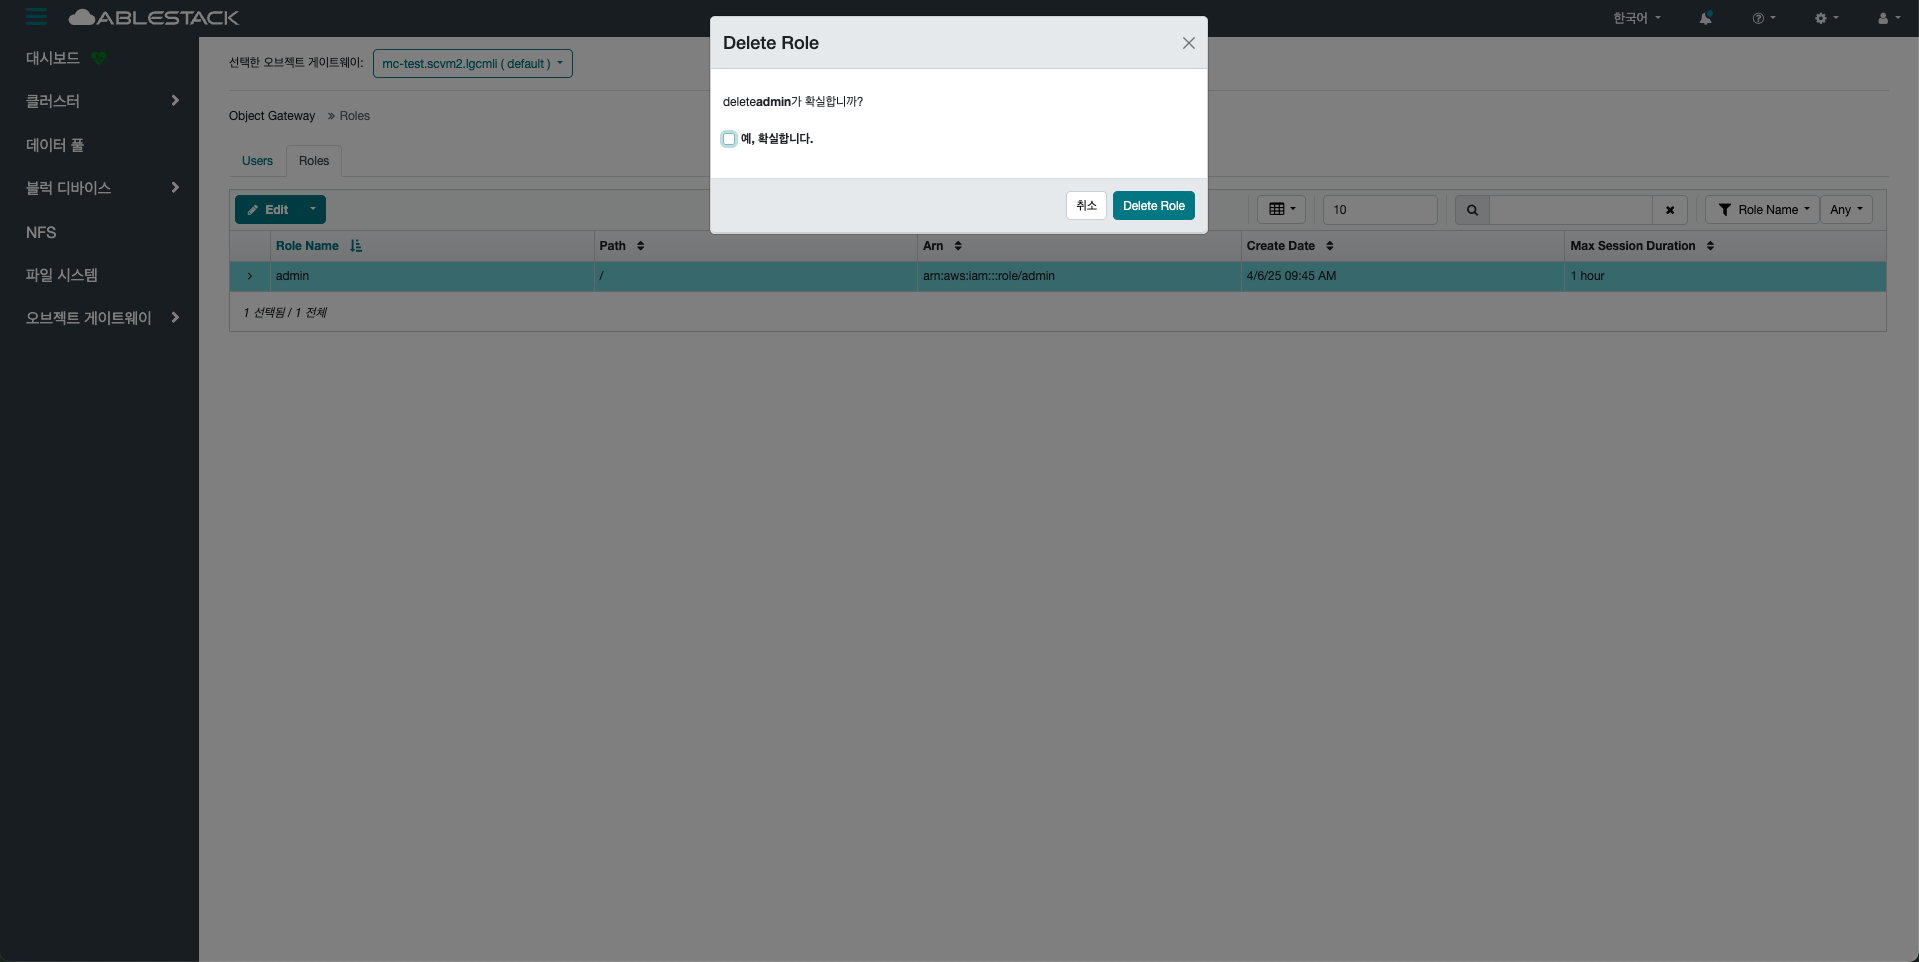 ABLESTACK
한국어
대시보드
클러스터
데이터 풀
블럭 디바이스
NFS
파일 시스템
오브젝트 게이트웨이
선택한 오브젝트 게이트웨이: mc-test.scvm2.lgcmli ( default )
Object Gateway » Roles
Users Roles
Delete Role
deleteadmin가 확실합니까?
예, 확실합니다.
취소 Delete Role
Edit 10 Role Name Any
Role Name Path Arn Create Date Max Session Duration
admin / arn:aws:iam:::role/admin 4/6/25 09:45 AM 1 hour
1 선택됨 / 1 전체